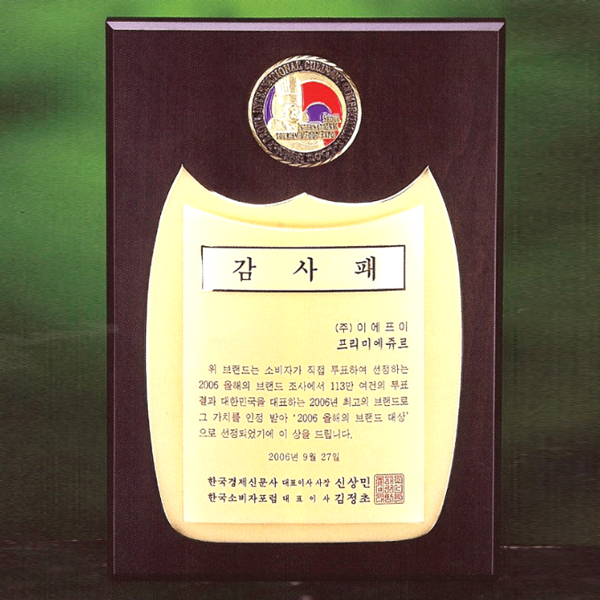 SEOUL INTERNATIONAL
TOURISM & FOOD EXPO
감 사 패
(주) 이 에 프 이
프리미에쥬르
위 브랜드는 소비자가 직접 투표하여 선정하는
2006 올해의 브랜드 조사에서 113만 여건의 투표
결과 대한민국을 대표하는 2006년 최고의 브랜드로
그 가치를 인정 받아 '2006 올해의 브랜드 대상'
으로 선정되었기에 이 상을 드립니다.
2006년 9월 27일
한국경제신문사 대표이사 사장 신상민
한국소비자포럼 대 표 이 사 김정초